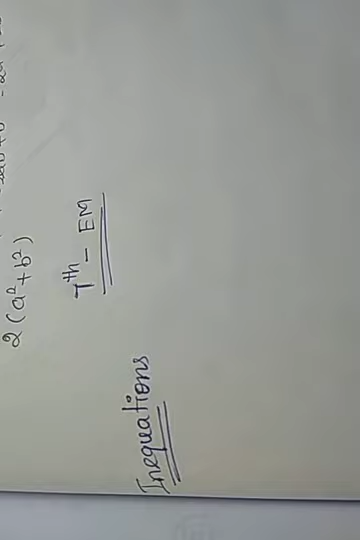 2(a²+b²)
7th - EM
Inequations